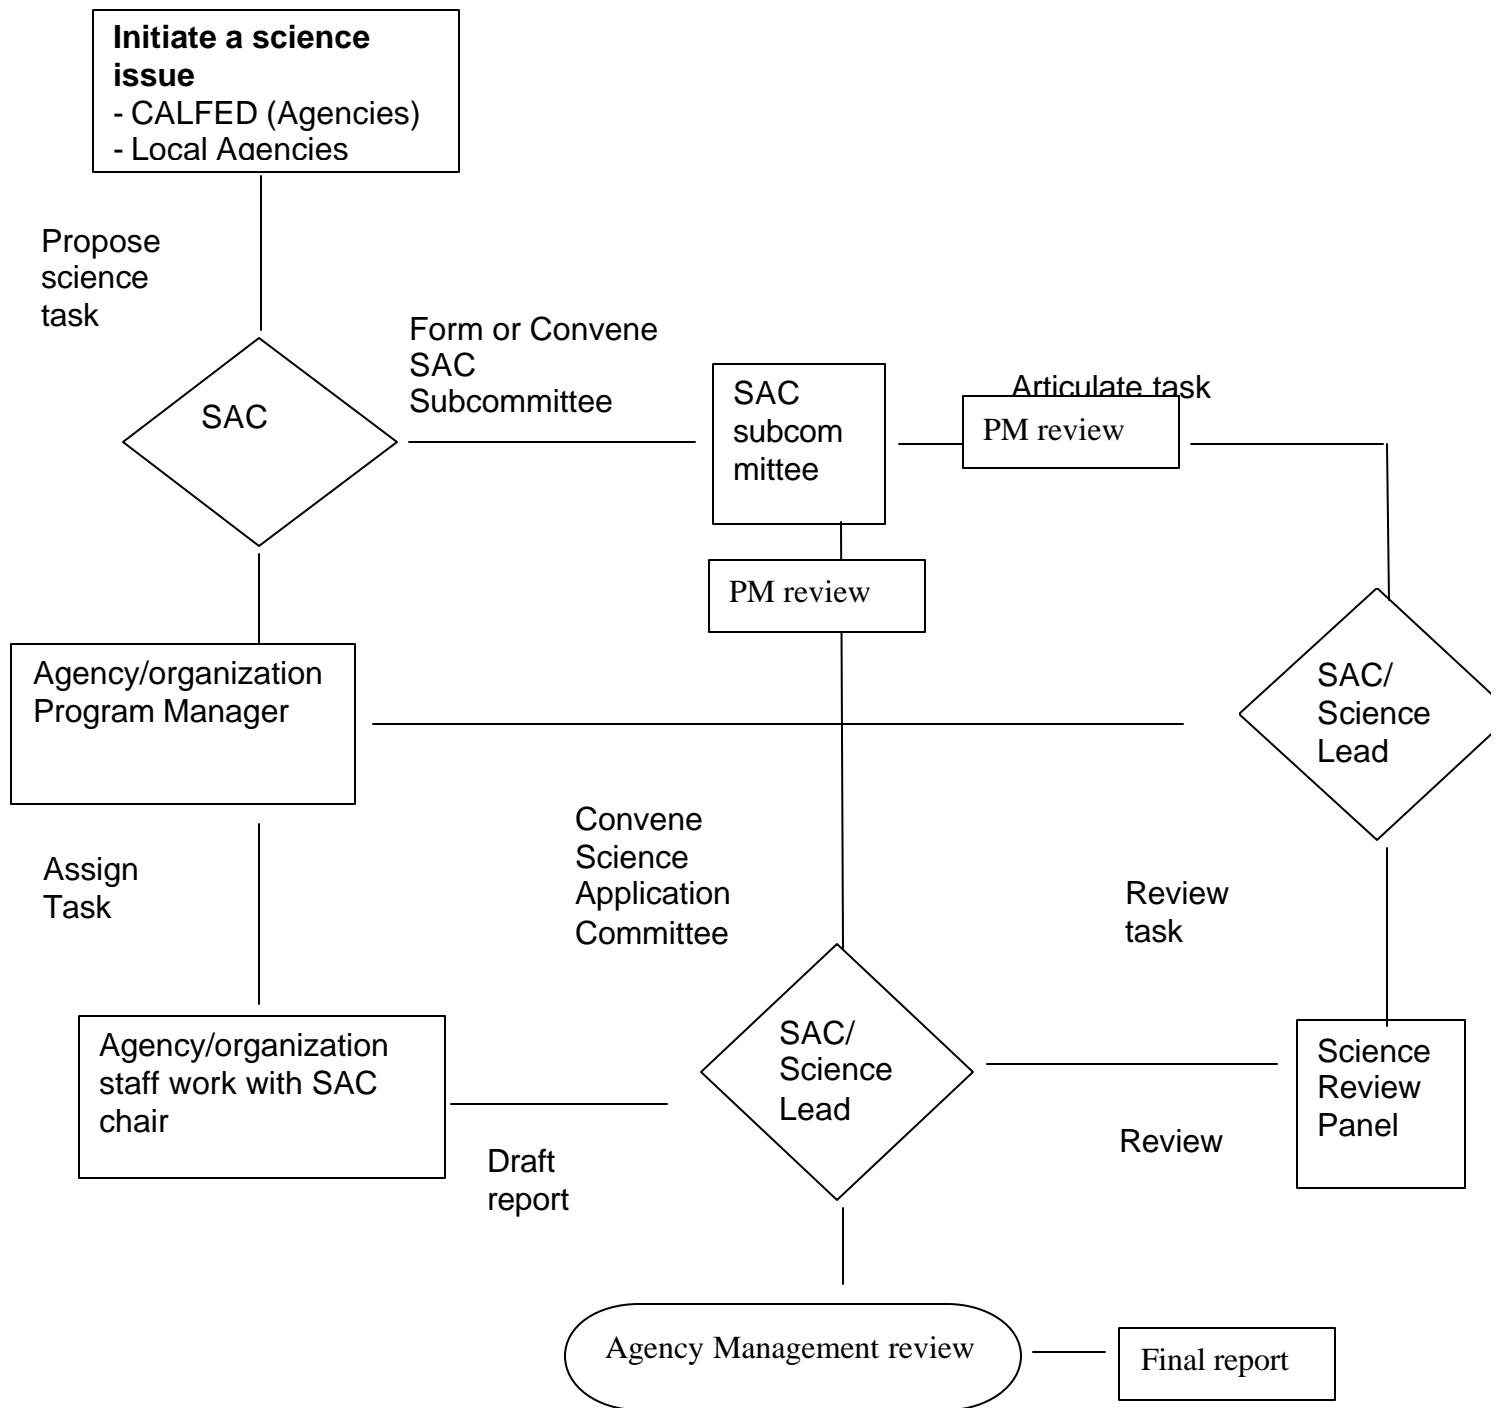 Initiate a science
issue
- CALFED (Agencies)
- Local Agencies
Propose
science
task
Form or Convene
SAC
Subcommittee
SAC
SAC
subcom
mittee
Articulate task
PM review
PM review
Agency/organization
Program Manager
SAC/
Science
Lead
Convene
Science
Application
Committee
Assign
Task
Review
task
Agency/organization
staff work with SAC
chair
SAC/
Science
Lead
Science
Review
Panel
Draft
report
Review
Agency Management review
Final report